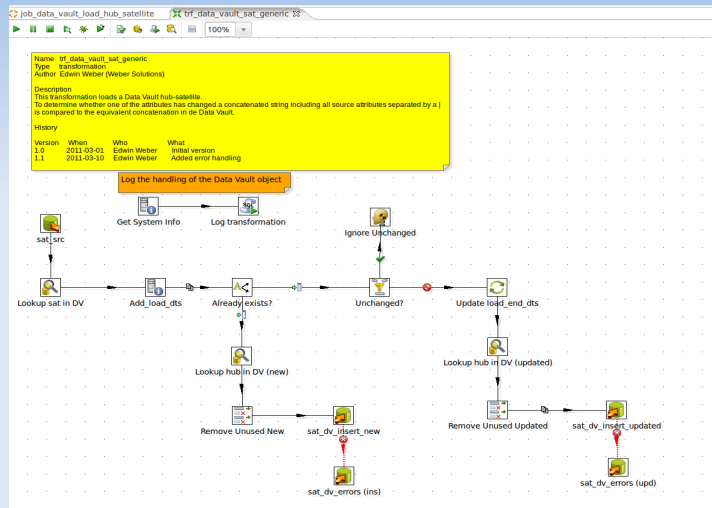 job_data_vault_load_hub_satellite
trf_data_vault_sat_generic
100%
Name trf_data_vault_sat_generic
Type transformation
Author Edwin Weber (Weber Solutions)
Description
This transformation loads a Data Vault hub-satellite.
To determine whether one of the attributes has changed a concatenated string including all source attributes separated by a |
is compared to the equivalent concatenation in de Data Vault.
History
Version When Who What
1.0 2011-03-01 Edwin Weber Initial version
1.1 2011-03-10 Edwin Weber Added error handling
Log the handling of the Data Vault object
Get System Info
Log transformation
Ignore Unchanged
sat_src
Lookup sat in DV
Add_load_dts
Already exists?
Unchanged?
Update load_end_dts
Lookup hub in DV (new)
Lookup hub in DV (updated)
Remove Unused New
sat_dv_insert_new
Remove Unused Updated
sat_dv_insert_updated
sat_dv_errors (ins)
sat_dv_errors (upd)